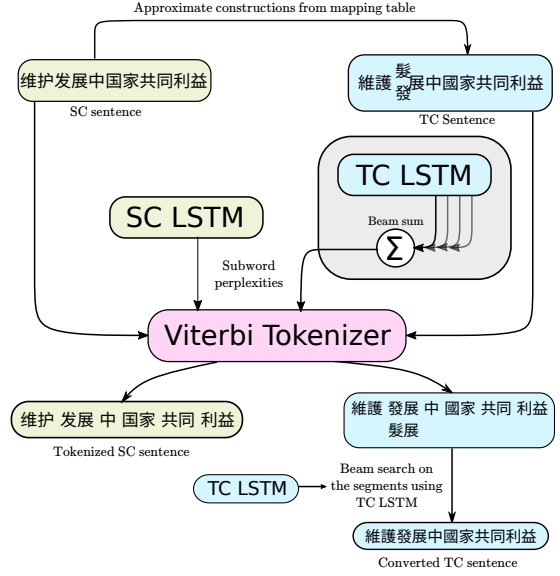 Approximate constructions from mapping table
维护发展中国家共同利益
SC sentence
髮
維護 展中國家共同利益
發
TC Sentence
TC LSTM
SC LSTM
Beam sum
Σ
Subword
perplexities
Viterbi Tokenizer
维护 发展 中 国家 共同 利益
Tokenized SC sentence
維護 發展 中 國家 共同 利益
髮展
TC LSTM
Beam search on
the segments using
TC LSTM
維護發展中國家共同利益
Converted TC sentence